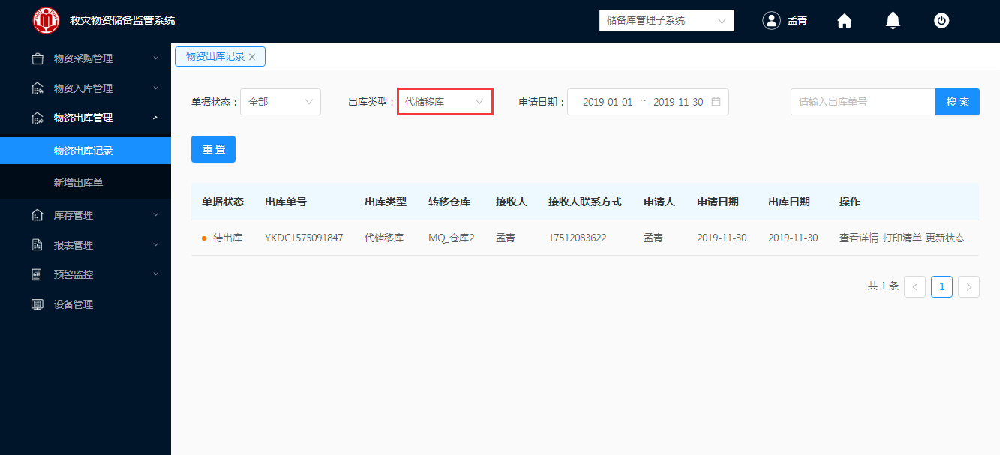 救灾物资储备监管系统
储备库管理子系统
孟青
物资采购管理
物资入库管理
物资出库管理
物资出库记录
新增出库单
库存管理
报表管理
预警监控
设备管理
物资出库记录
单据状态： 全部 出库类型： 代储移库 申请日期： 2019-01-01 ~ 2019-11-30 请输入出库单号 搜 索
重 置
单据状态 出库单号 出库类型 转移仓库 接收人 接收人联系方式 申请人 申请日期 出库日期 操作
待出库 YKDC1575091847 代储移库 MQ_仓库2 孟青 17512083622 孟青 2019-11-30 2019-11-30 查看详情 打印清单 更新状态
共 1 条 < 1 >